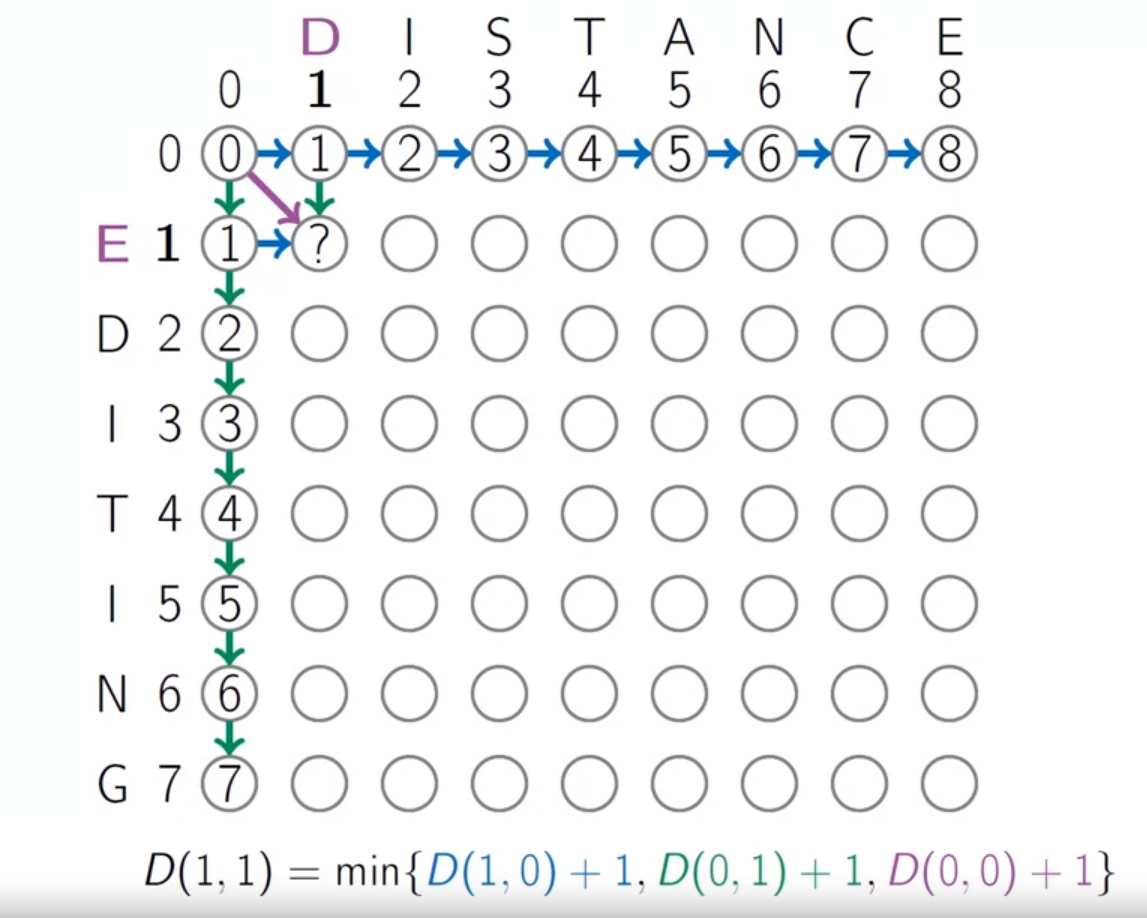 D I S T A N C E
0 1 2 3 4 5 6 7 8
0 0 1 2 3 4 5 6 7 8
E 1 1 ?
D 2 2
I 3 3
T 4 4
I 5 5
N 6 6
G 7 7
D(1, 1) = min{D(1, 0) + 1, D(0, 1) + 1, D(0, 0) + 1}